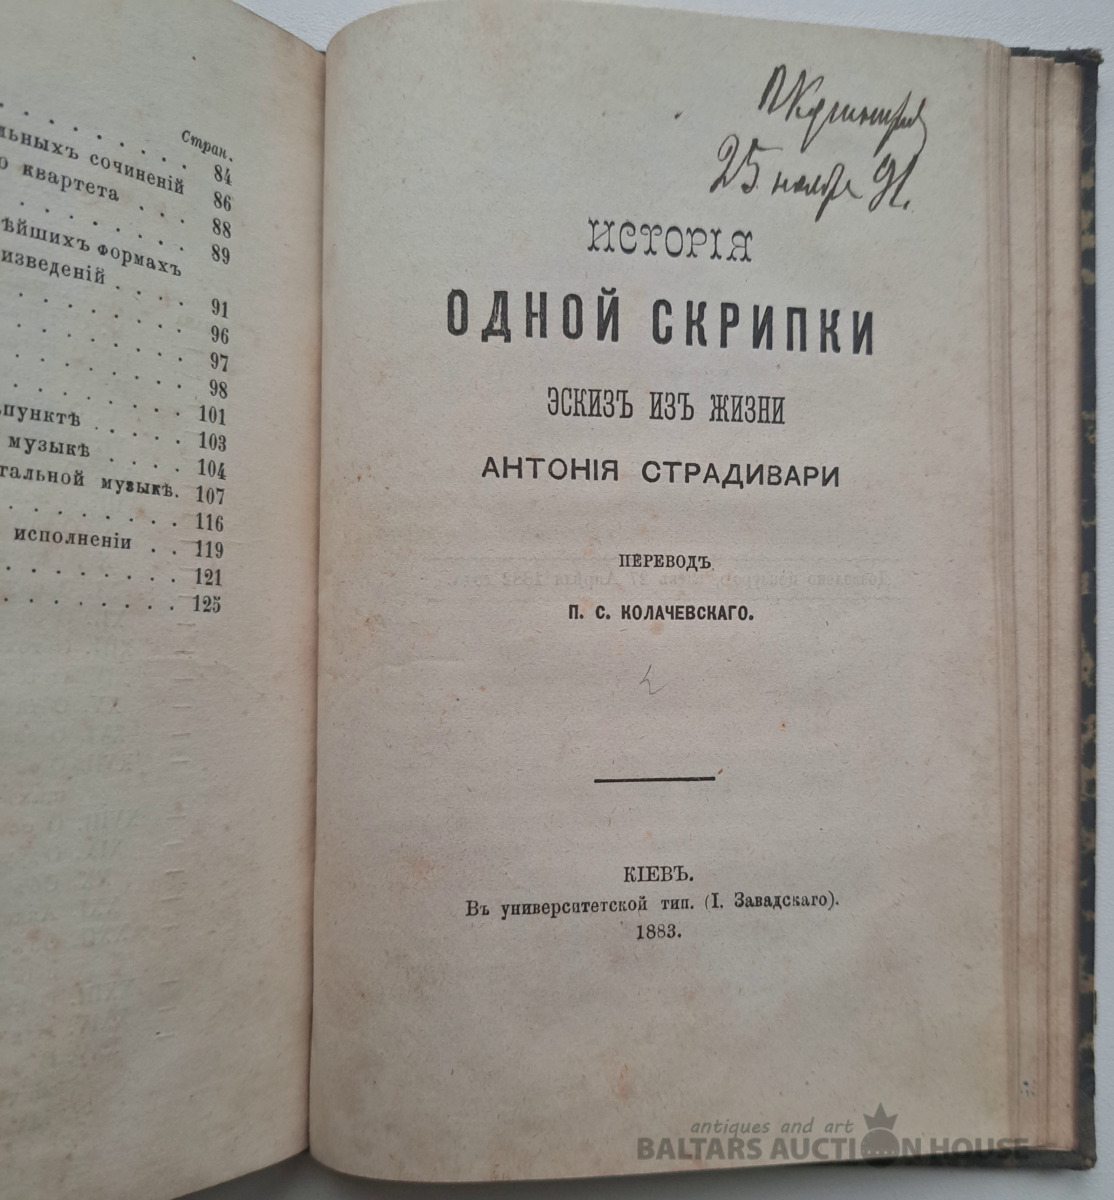 Стран.
льныхъ сочиненій 84
о квартета . . . 86
88
ѣйшихъ формахъ 89
изведеній . . . .
91
96
97
98
101
пунктѣ . . . . . 103
музыкѣ . . . . 104
тальной музыкѣ. 107
116
исполненіи . . 119
121
125
25 ноября 91.
ИСТОРІЯ
ОДНОЙ СКРИПКИ
ЭСКИЗЪ ИЗЪ ЖИЗНИ
АНТОНІЯ СТРАДИВАРИ
ПЕРЕВОДЪ
П. С. КОЛАЧЕВСКАГО.
КІЕВЪ.
Въ университетской тип. (І. Завадскаго).
1883.
antiques and art
BALTARS AUCTION HOUSE